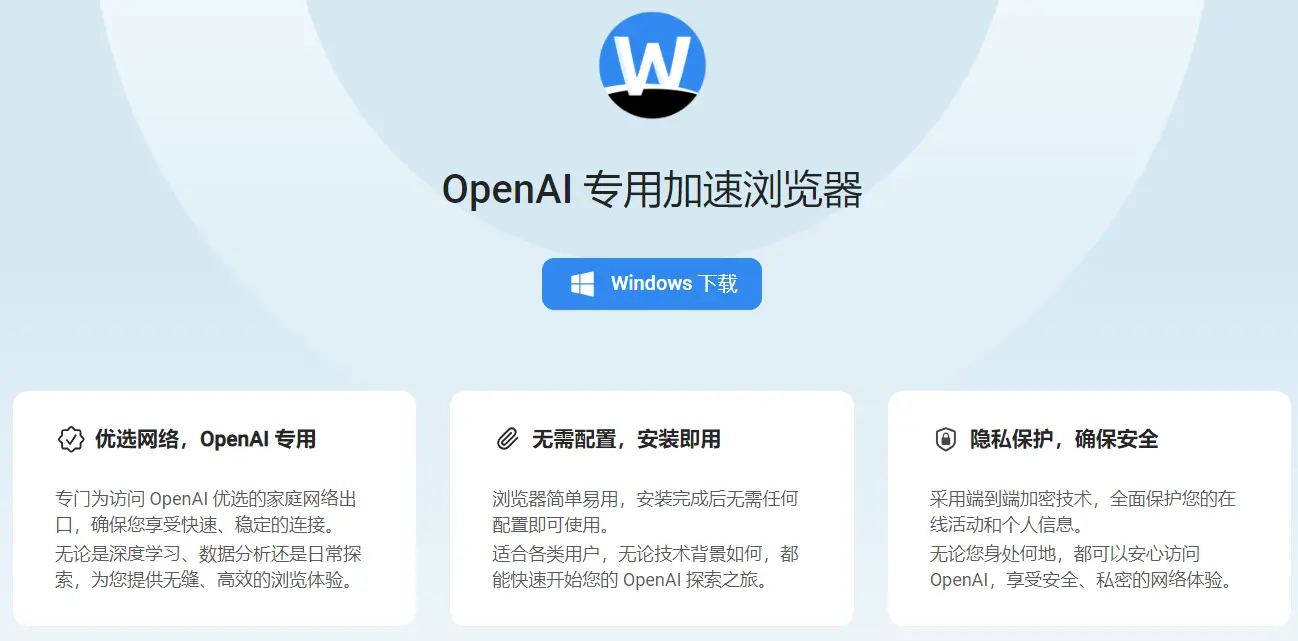 W
OpenAI 专用加速浏览器
Windows 下载
优选网络，OpenAI 专用
专门为访问 OpenAI 优选的家庭网络出
口，确保您享受快速、稳定的连接。
无论是深度学习、数据分析还是日常探
索，为您提供无缝、高效的浏览体验。
无需配置，安装即用
浏览器简单易用，安装完成后无需任何
配置即可使用。
适合各类用户，无论技术背景如何，都
能快速开始您的 OpenAI 探索之旅。
隐私保护，确保安全
采用端到端加密技术，全面保护您的在
线活动和个人信息。
无论您身处何地，都可以安心访问
OpenAI，享受安全、私密的网络体验。